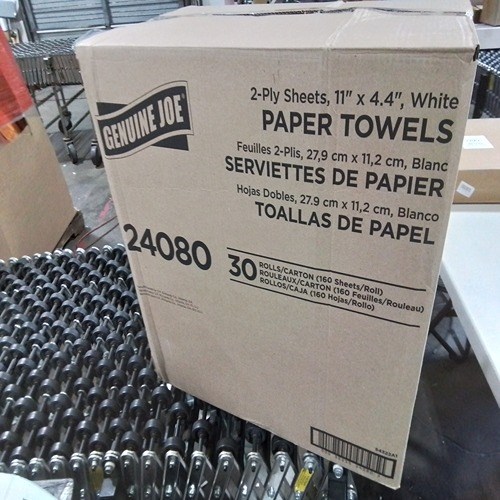 GENUINE JOE
2-Ply Sheets, 11" x 4.4", White
PAPER TOWELS
Feuilles 2-Plis, 27,9 cm x 11,2 cm, Blanc
SERVIETTES DE PAPIER
Hojas Dobles, 27.9 cm x 11,2 cm, Blanco
TOALLAS DE PAPEL
24080
30
ROLLS/CARTON (160 Sheets/Roll)
ROULEAUX/CARTON (160 Feuilles/Rouleau)
ROLLOS/CAJA (160 Hojas/Rollo)